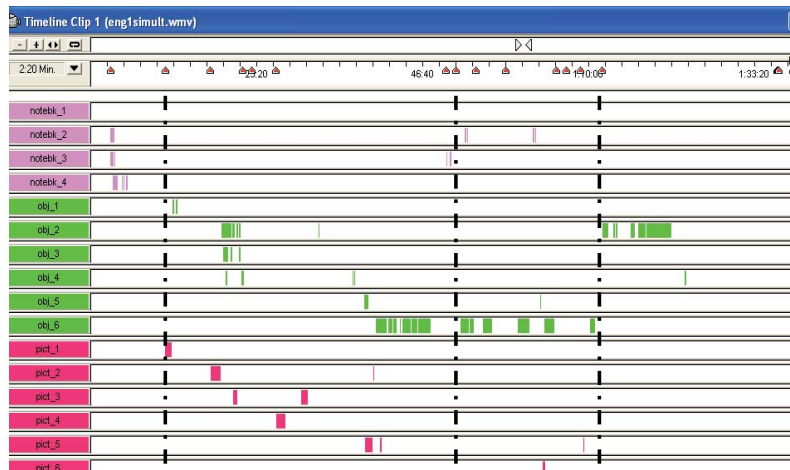 Timeline Clip 1 (eng1simult.wmv)
2:20 Min. 23:20 46:40 1:10:00 1:33:20
notebk_1
notebk_2
notebk_3
notebk_4
obj_1
obj_2
obj_3
obj_4
obj_5
obj_6
pict_1
pict_2
pict_3
pict_4
pict_5
pict_6